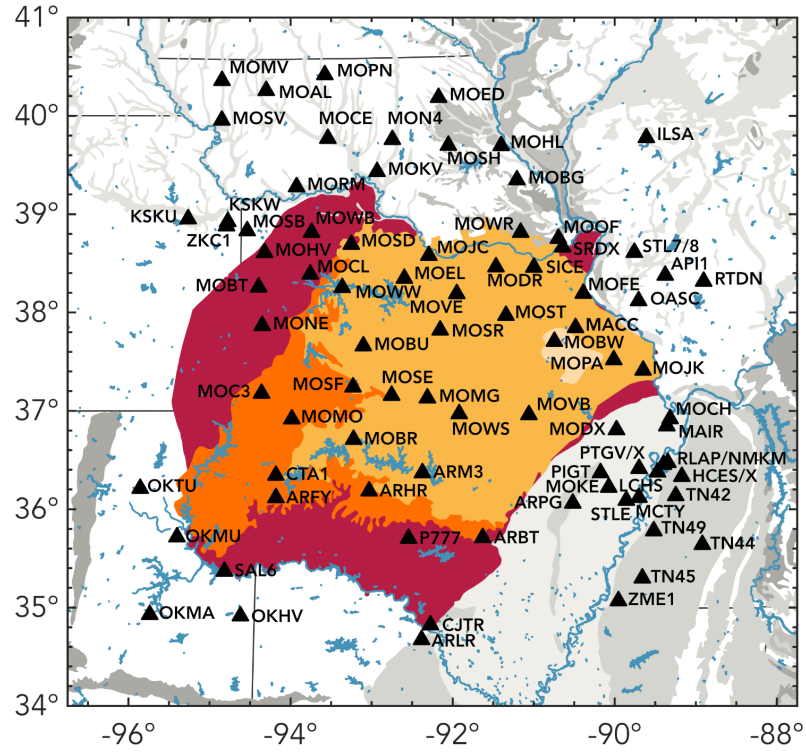 41°
MOMV
MOPN
MOAL
MOED
40°
MOSV
MOCE
MON4
MOHL
ILSA
MOSH
MOKV
MOBG
MORM
39°
KSKU
KSKW
MOSB
MOWB
ZKC1
MOSD
MOWR
MOOF
SRDX
STL7/8
MOHV
MOJC
MOCL
MOEL
MODR
SICE
API1
RTDN
MOBT
MOWW
MOVE
MOFE
OASC
38°
MONE
MOST
MOSR
MACC
MOBU
MOBW
MOPA
MOJK
MOC3
MOSF
MOSE
MOMG
37°
MOMO
MOWS
MOVB
MOCH
MOBR
MODX
MAIR
PTGV/X
RLAP/NMKM
CTA1
ARM3
PIGT
HCES/X
OKTU
ARFY
ARHR
MOKE
LCHS
TN42
ARPG
36°
STLE
MCTY
OKMU
P777
ARBT
TN49
TN44
SAL6
TN45
35°
OKMA
OKHV
CJTR
ZME1
ARLR
34°
-96°
-94°
-92°
-90°
-88°